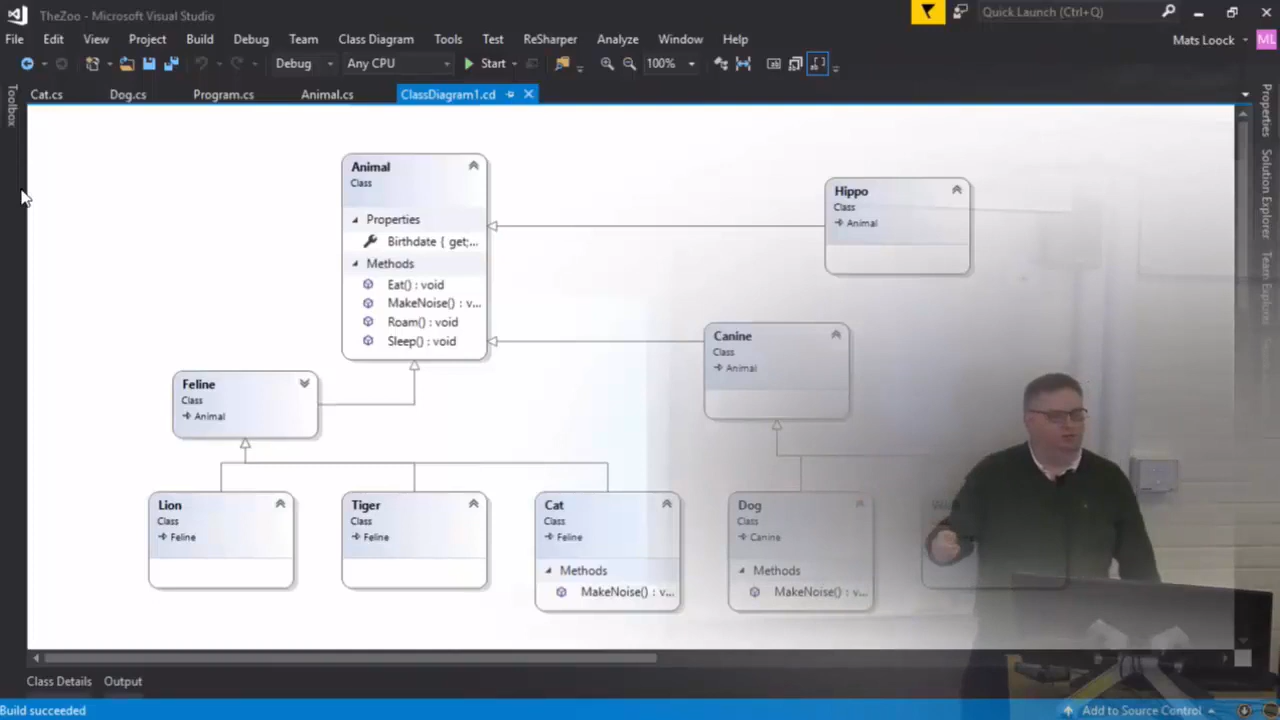 TheZoo - Microsoft Visual Studio
Quick Launch (Ctrl+Q)
File Edit View Project Build Debug Team Class Diagram Tools Test ReSharper Analyze Window Help
Mats Loock ML
Debug Any CPU Start 100%
Cat.cs Dog.cs Program.cs Animal.cs ClassDiagram1.cd
Toolbox
Properties
Solution Explorer
Team Explorer
Animal
Class
Properties
Birthdate { get;...
Methods
Eat() : void
MakeNoise() : v...
Roam() : void
Sleep() : void
Hippo
Class
Animal
Canine
Class
Animal
Feline
Class
Animal
Lion
Class
Feline
Tiger
Class
Feline
Cat
Class
Feline
Methods
MakeNoise() : v...
Dog
Class
Canine
Methods
MakeNoise() : v...
Class Details Output
Build succeeded
Add to Source Control